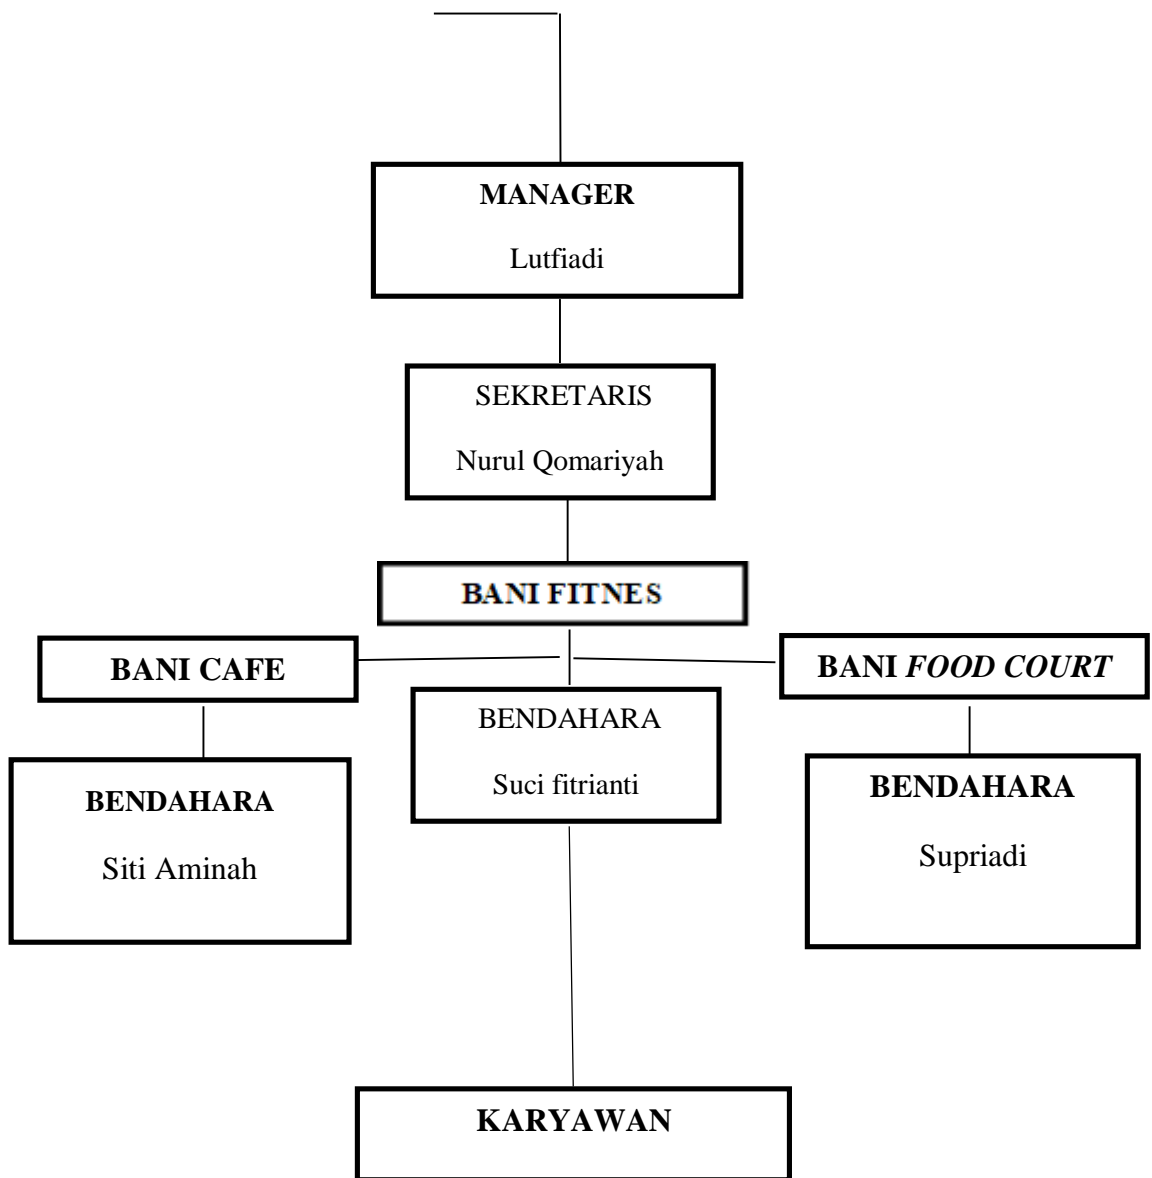 MANAGER
Lutfiadi
SEKRETARIS
Nurul Qomariyah
BANI FITNES
BANI CAFE
BANI FOOD COURT
BENDAHARA
Suci fitrianti
BENDAHARA
Siti Aminah
BENDAHARA
Supriadi
KARYAWAN